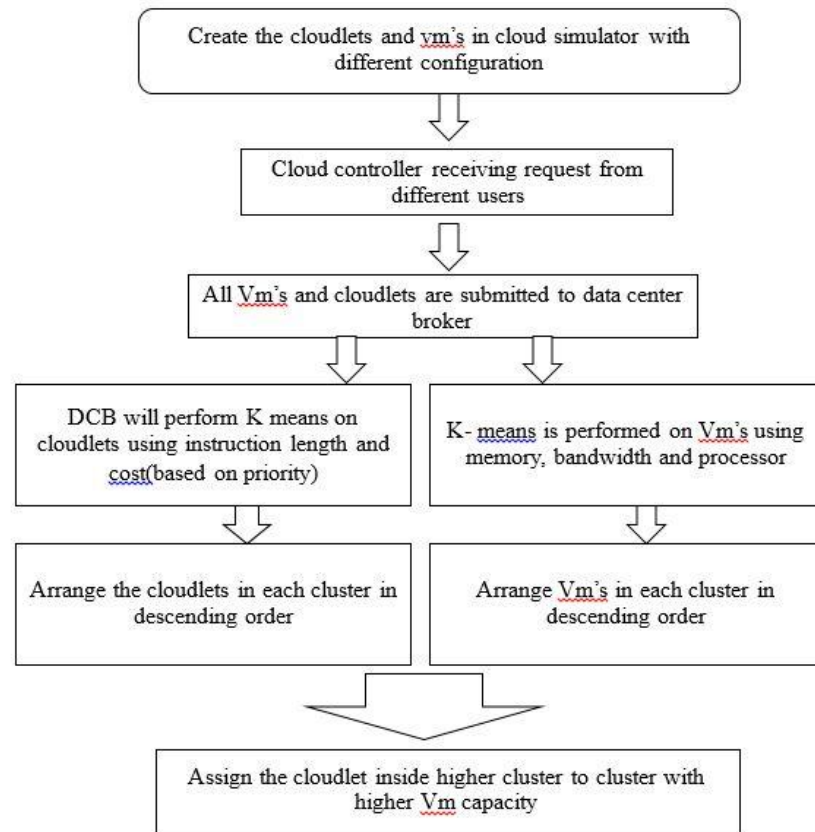 Create the cloudlets and vm's in cloud simulator with
different configuration
Cloud controller receiving request from
different users
All Vm's and cloudlets are submitted to data center
broker
DCB will perform K means on
cloudlets using instruction length and
cost(based on priority)
K- means is performed on Vm's using
memory, bandwidth and processor
Arrange the cloudlets in each cluster in
descending order
Arrange Vm's in each cluster in
descending order
Assign the cloudlet inside higher cluster to cluster with
higher Vm capacity